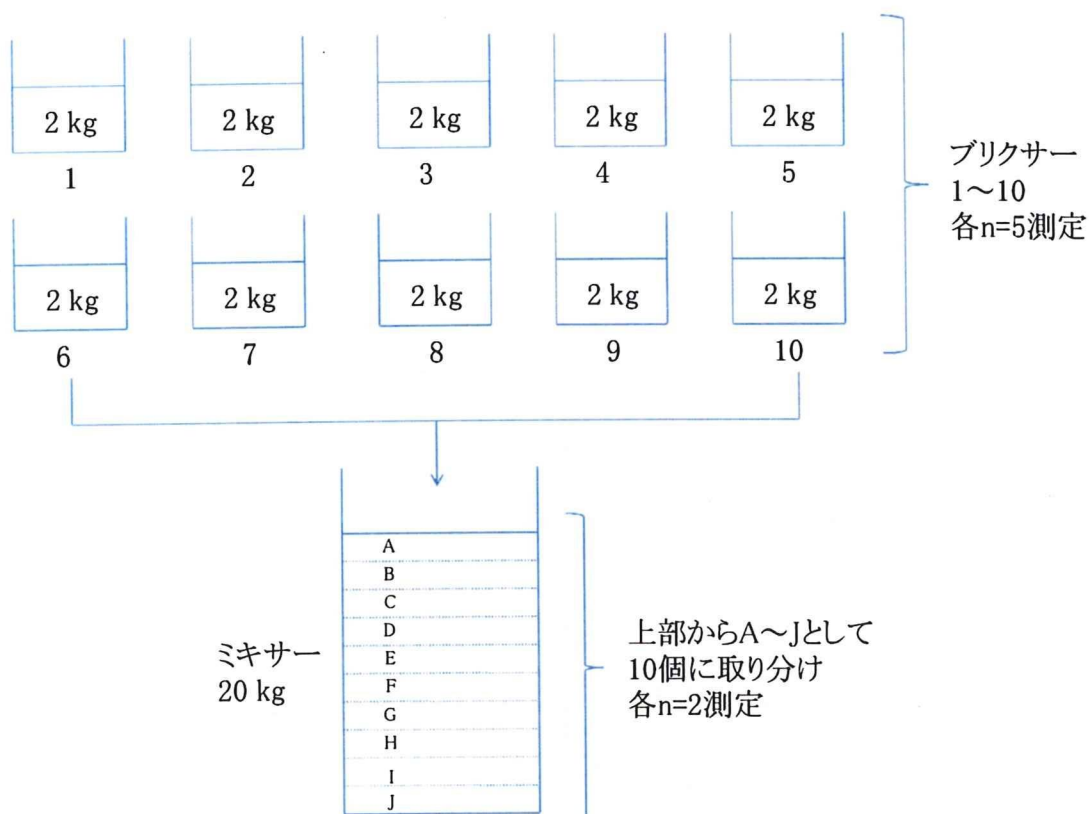 2 kg
2 kg
2 kg
2 kg
2 kg
1
2
3
4
5
ブリクサー
1～10
各n=5測定
2 kg
2 kg
2 kg
2 kg
2 kg
6
7
8
9
10
A
B
C
D
E
F
G
H
I
J
ミキサー
20 kg
上部からA～Jとして
10個に取り分け
各n=2測定